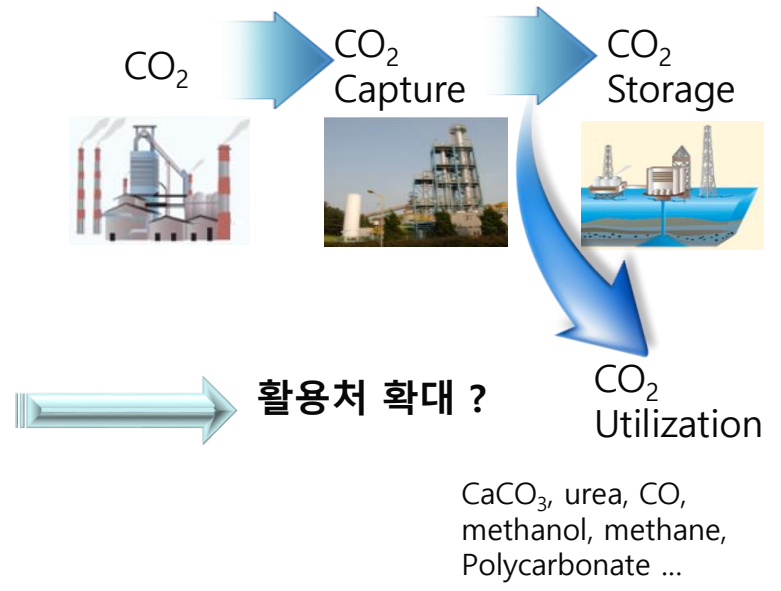 CO₂
CO₂
Capture
CO₂
Storage
활용처 확대 ?
CO₂
Utilization
CaCO₃, urea, CO,
methanol, methane,
Polycarbonate ...